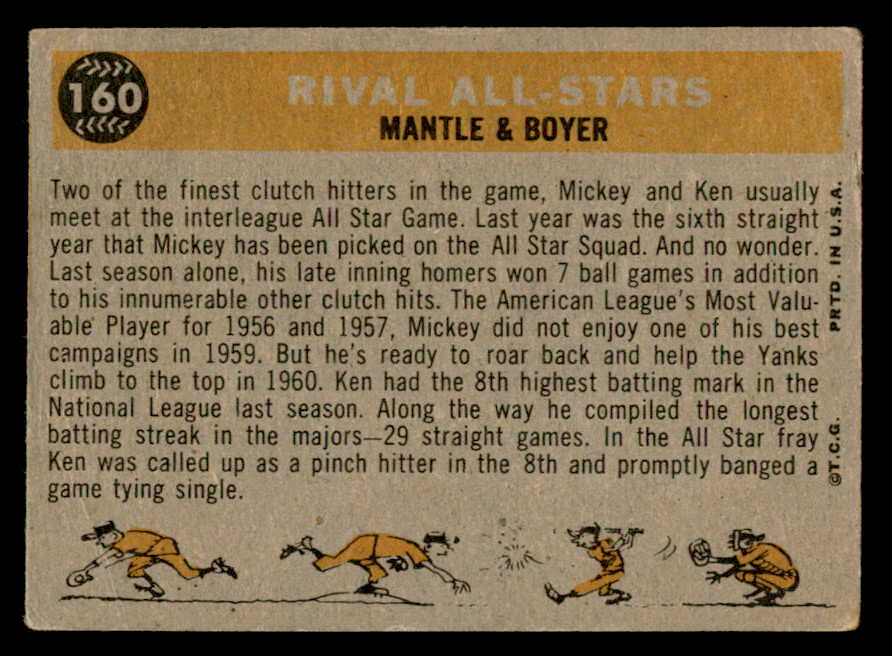 160
RIVAL ALL-STARS
MANTLE & BOYER
Two of the finest clutch hitters in the game, Mickey and Ken usually
meet at the interleague All Star Game. Last year was the sixth straight
year that Mickey has been picked on the All Star Squad. And no wonder.
Last season alone, his late inning homers won 7 ball games in addition
to his innumerable other clutch hits. The American League's Most Valu-
able Player for 1956 and 1957, Mickey did not enjoy one of his best
campaigns in 1959. But he's ready to roar back and help the Yanks
climb to the top in 1960. Ken had the 8th highest batting mark in the
National League last season. Along the way he compiled the longest
batting streak in the majors—29 straight games. In the All Star fray
Ken was called up as a pinch hitter in the 8th and promptly banged a
game tying single.
©T.C.G. PRTD. IN U.S.A.